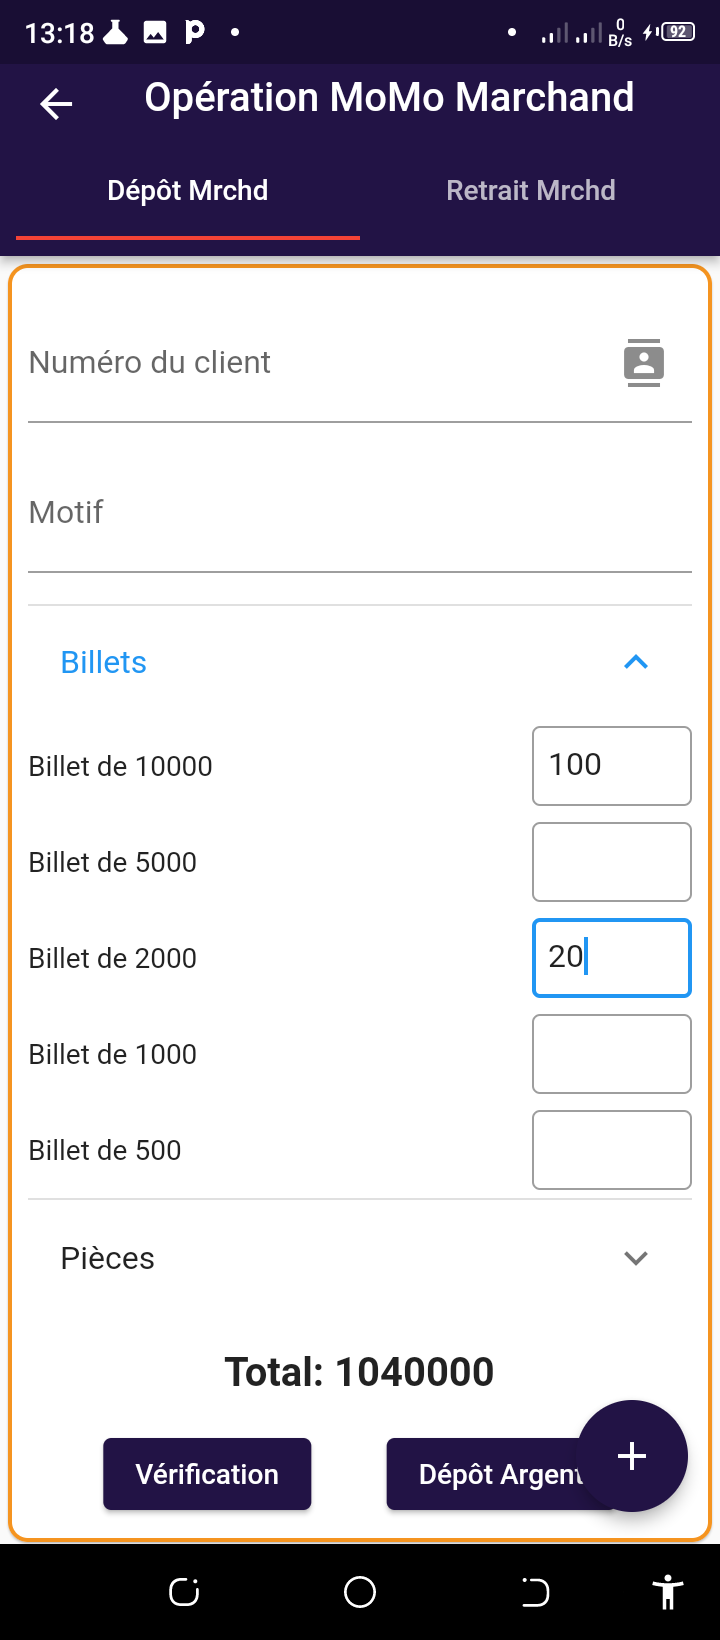 13:18
0
B/s
92
Opération MoMo Marchand
Dépôt Mrchd
Retrait Mrchd
Numéro du client
Motif
Billets
Billet de 10000
100
Billet de 5000
Billet de 2000
20
Billet de 1000
Billet de 500
Pièces
Total: 1040000
Vérification
Dépôt Argent
+